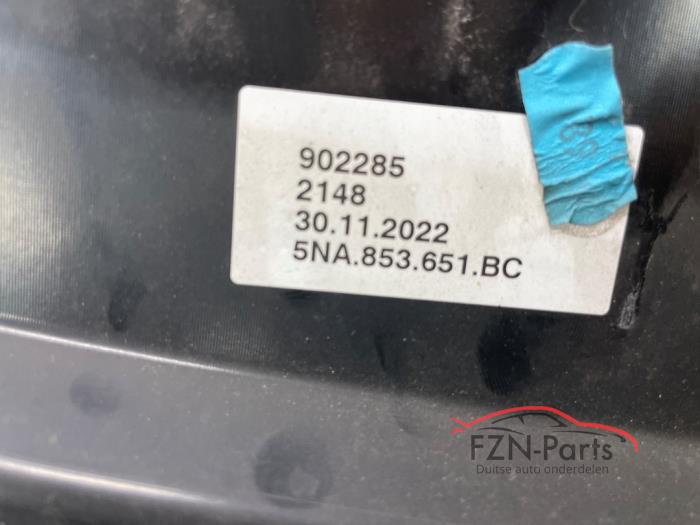 902285
2148
30.11.2022
5NA.853.651.BC
FZN-Parts
Duitse auto onderdelen